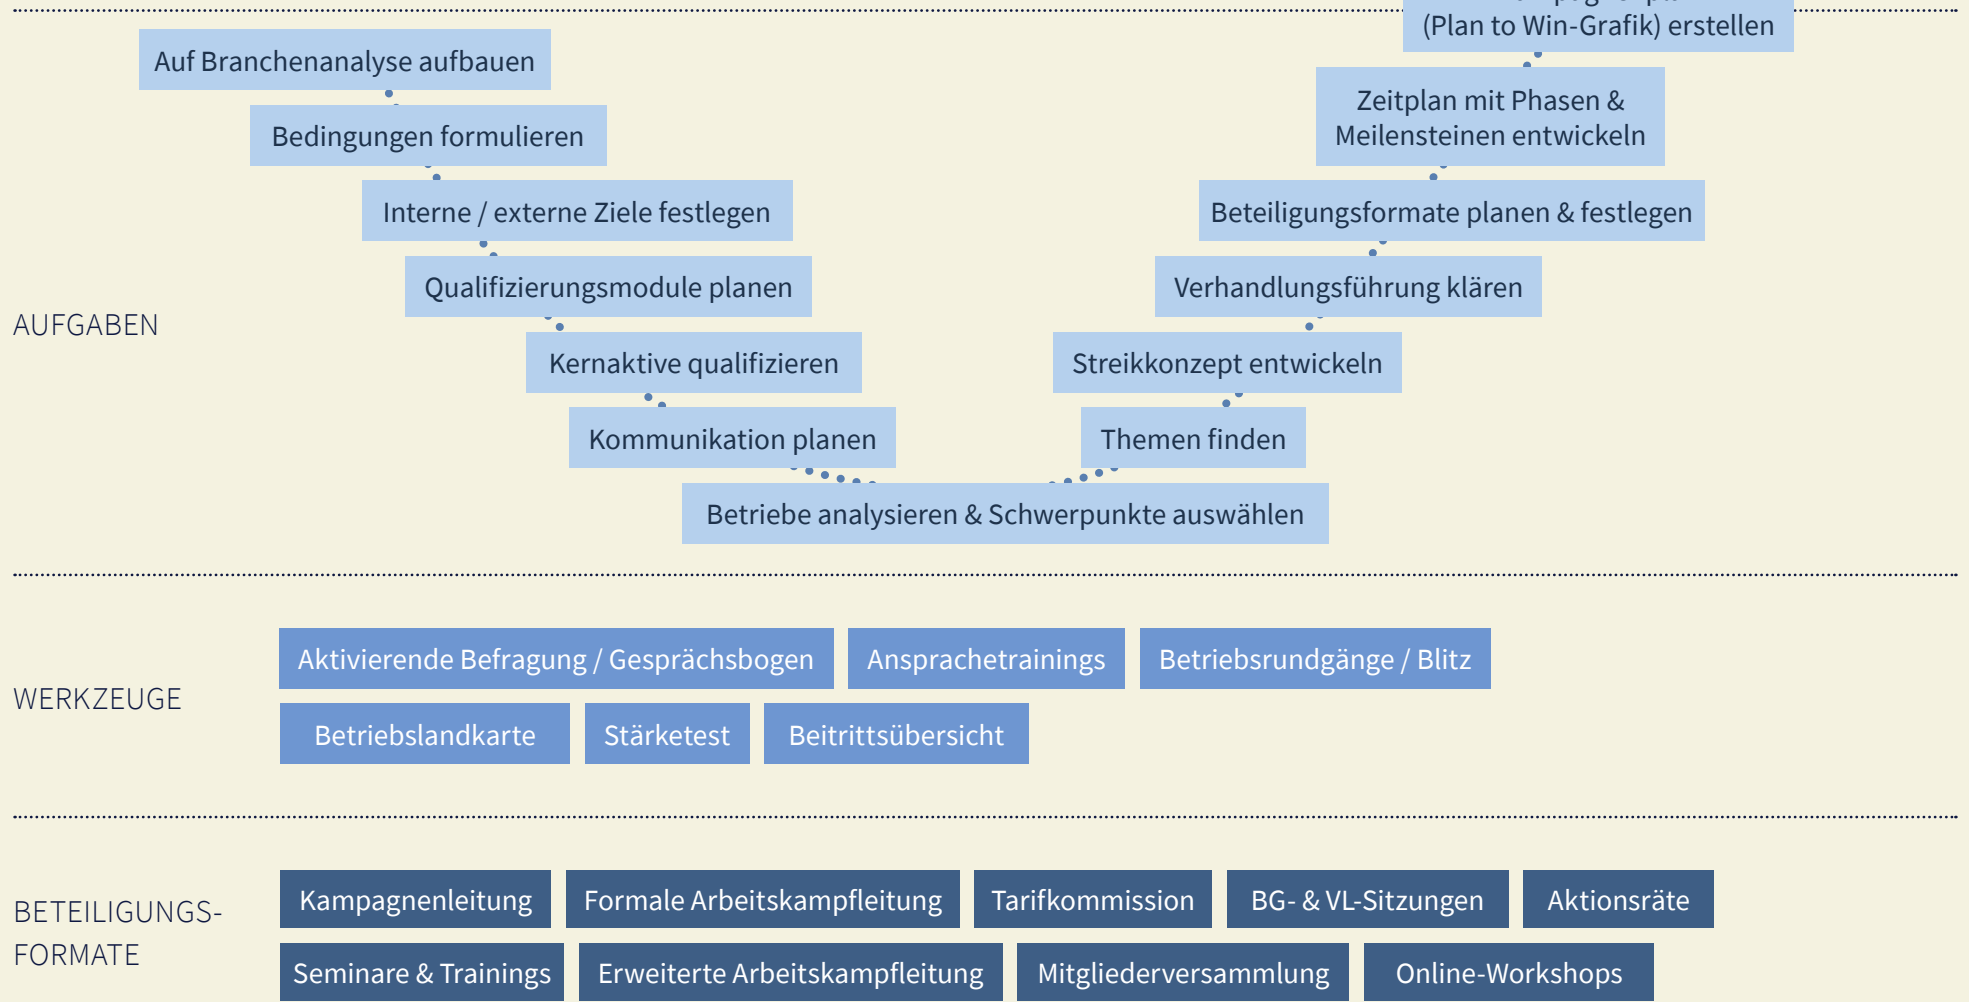 (Plan to Win-Grafik) erstellen
Auf Branchenanalyse aufbauen
Bedingungen formulieren
Interne / externe Ziele festlegen
Qualifizierungsmodule planen
Kernaktive qualifizieren
Kommunikation planen
Betriebe analysieren & Schwerpunkte auswählen
Themen finden
Streikkonzept entwickeln
Verhandlungsführung klären
Beteiligungsformate planen & festlegen
Zeitplan mit Phasen &
Meilensteinen entwickeln
AUFGABEN
WERKZEUGE
Aktivierende Befragung / Gesprächsbogen
Ansprachetrainings
Betriebsrundgänge / Blitz
Betriebslandkarte
Stärketest
Beitrittsübersicht
BETEILIGUNGS-
FORMATE
Kampagnenleitung
Formale Arbeitskampfleitung
Tarifkommission
BG- & VL-Sitzungen
Aktionsräte
Seminare & Trainings
Erweiterte Arbeitskampfleitung
Mitgliederversammlung
Online-Workshops